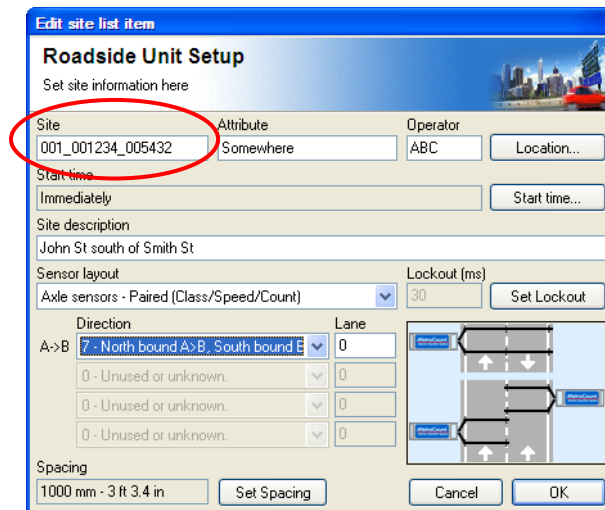 Edit site list item
Roadside Unit Setup
Set site information here
Site Attribute Operator
001_001234_005432 Somewhere ABC Location...
Start time
Immediately Start time...
Site description
John St south of Smith St
Sensor layout Lockout (ms)
Axle sensors - Paired (Class/Speed/Count) 30 Set Lockout
Direction Lane
A->B 7 - North bound A>B, South bound B 0
0 - Unused or unknown. 0
0 - Unused or unknown. 0
0 - Unused or unknown. 0
MetroCount
MetroCount
MetroCount
Spacing
1000 mm - 3 ft 3.4 in Set Spacing Cancel OK